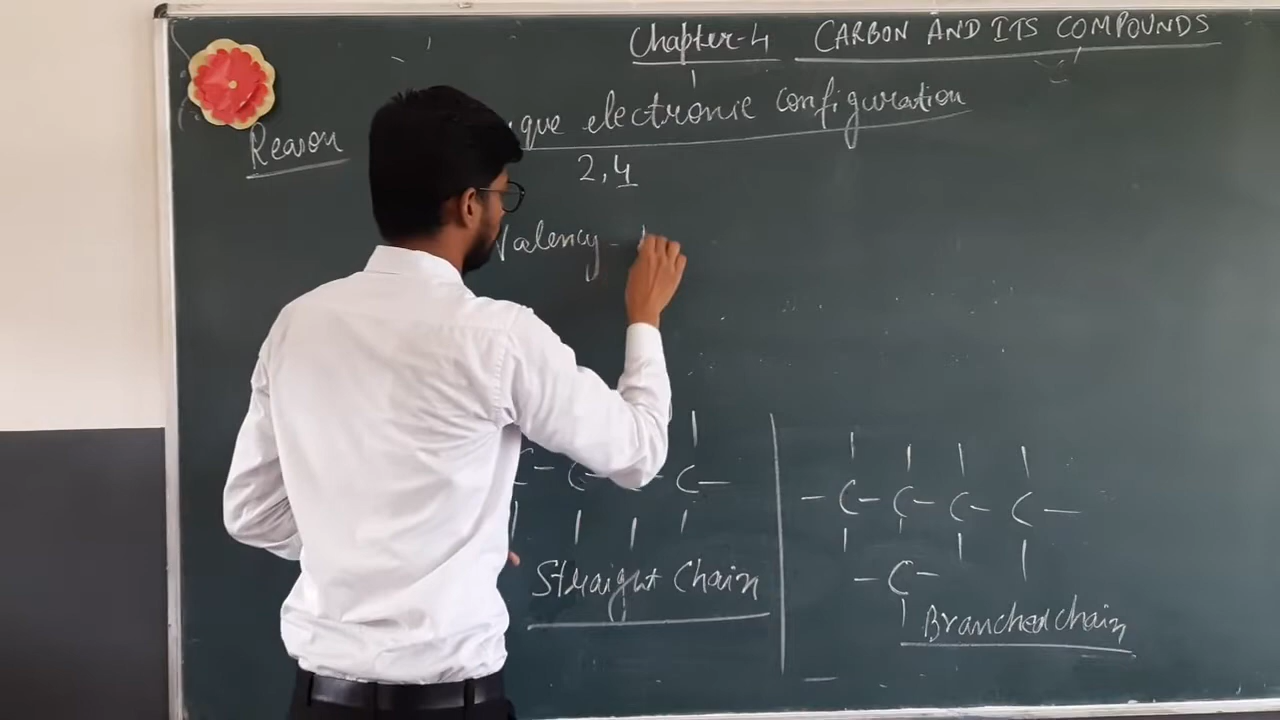 Chapter-4 CARBON AND ITS COMPOUNDS
Reason
que electronic configuration
2,4
Valency -
C- C- C-
-C-C-C-C-
Straight Chain
-C-
Branched chain